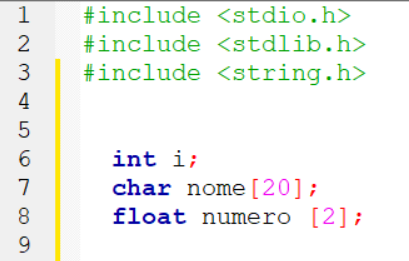 1 #include <stdio.h>
2 #include <stdlib.h>
3 #include <string.h>
4
5
6 int i;
7 char nome[20];
8 float numero [2];
9